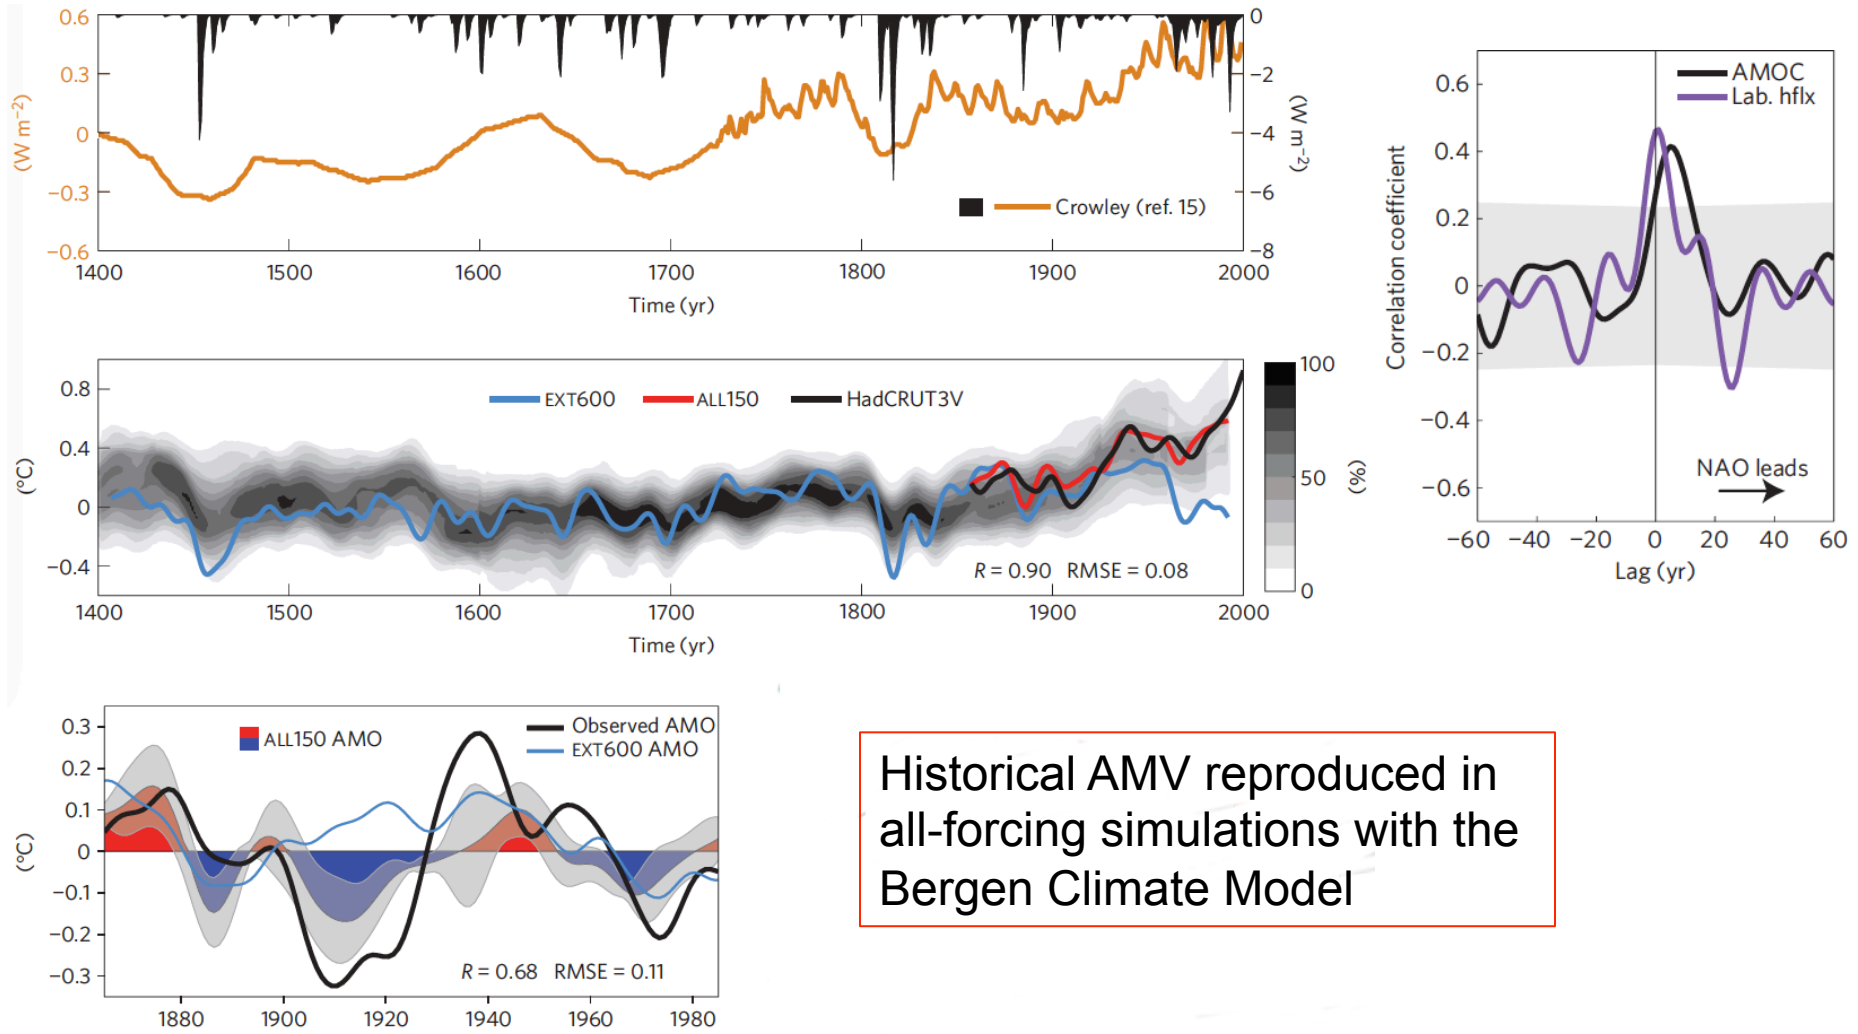 0.6
0.3
0
−0.3
−0.6
(W m⁻²)
0
−2
−4
−6
−8
(W m⁻²)
Crowley (ref. 15)
1400 1500 1600 1700 1800 1900 2000
Time (yr)
0.8
0.4
0
−0.4
(°C)
EXT600 ALL150 HadCRUT3V
R = 0.90 RMSE = 0.08
100
50
0
(%)
1400 1500 1600 1700 1800 1900 2000
Time (yr)
AMOC
Lab. hflx
0.6
0.4
0.2
0
−0.2
−0.4
−0.6
Correlation coefficient
NAO leads
−60 −40 −20 0 20 40 60
Lag (yr)
0.3
0.2
0.1
0
−0.1
−0.2
−0.3
(°C)
ALL150 AMO
Observed AMO
EXT600 AMO
R = 0.68 RMSE = 0.11
1880 1900 1920 1940 1960 1980
Historical AMV reproduced in
all-forcing simulations with the
Bergen Climate Model